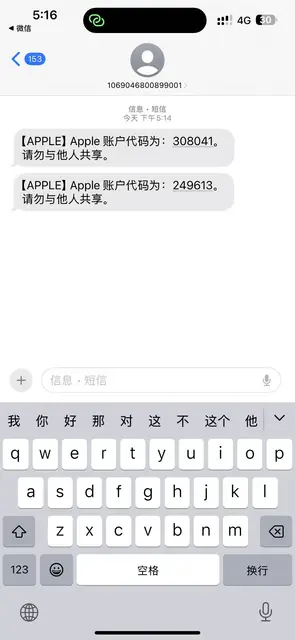 5:16
4G
30
◀ 微信
153
1069046800899001
信息・短信
今天 下午5:14
【APPLE】Apple 账户代码为：308041。
请勿与他人共享。
【APPLE】Apple 账户代码为：249613。
请勿与他人共享。
信息・短信
我 你 好 那 对 这 不 这个 他
q w e r t y u i o p
a s d f g h j k l
z x c v b n m
123 空格 换行